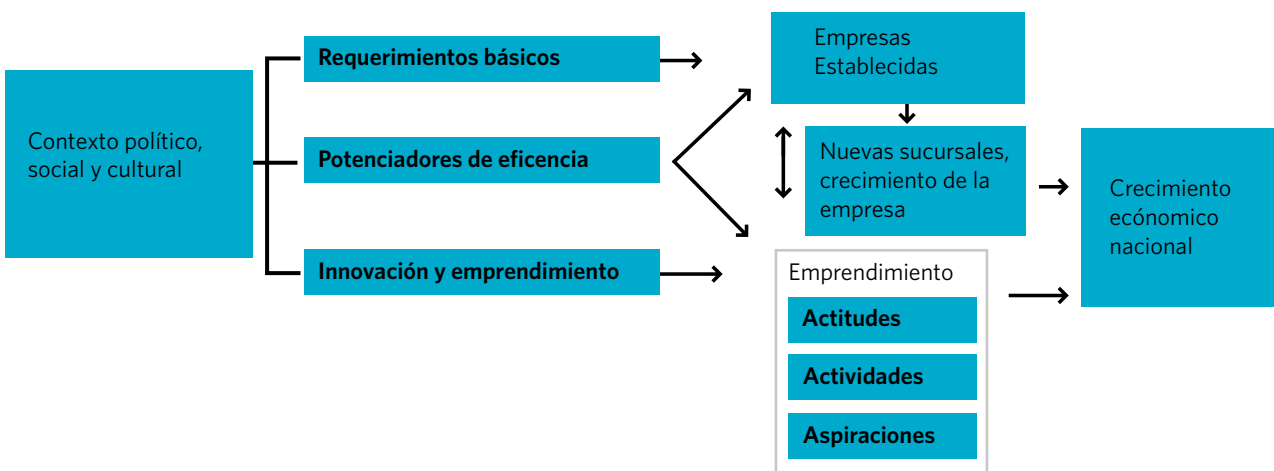 Contexto político,
social y cultural
Requerimientos básicos
Potenciadores de eficencia
Innovación y emprendimiento
Empresas
Establecidas
Nuevas sucursales,
crecimiento de la
empresa
Emprendimiento
Actitudes
Actividades
Aspiraciones
Crecimiento
ecónomico
nacional